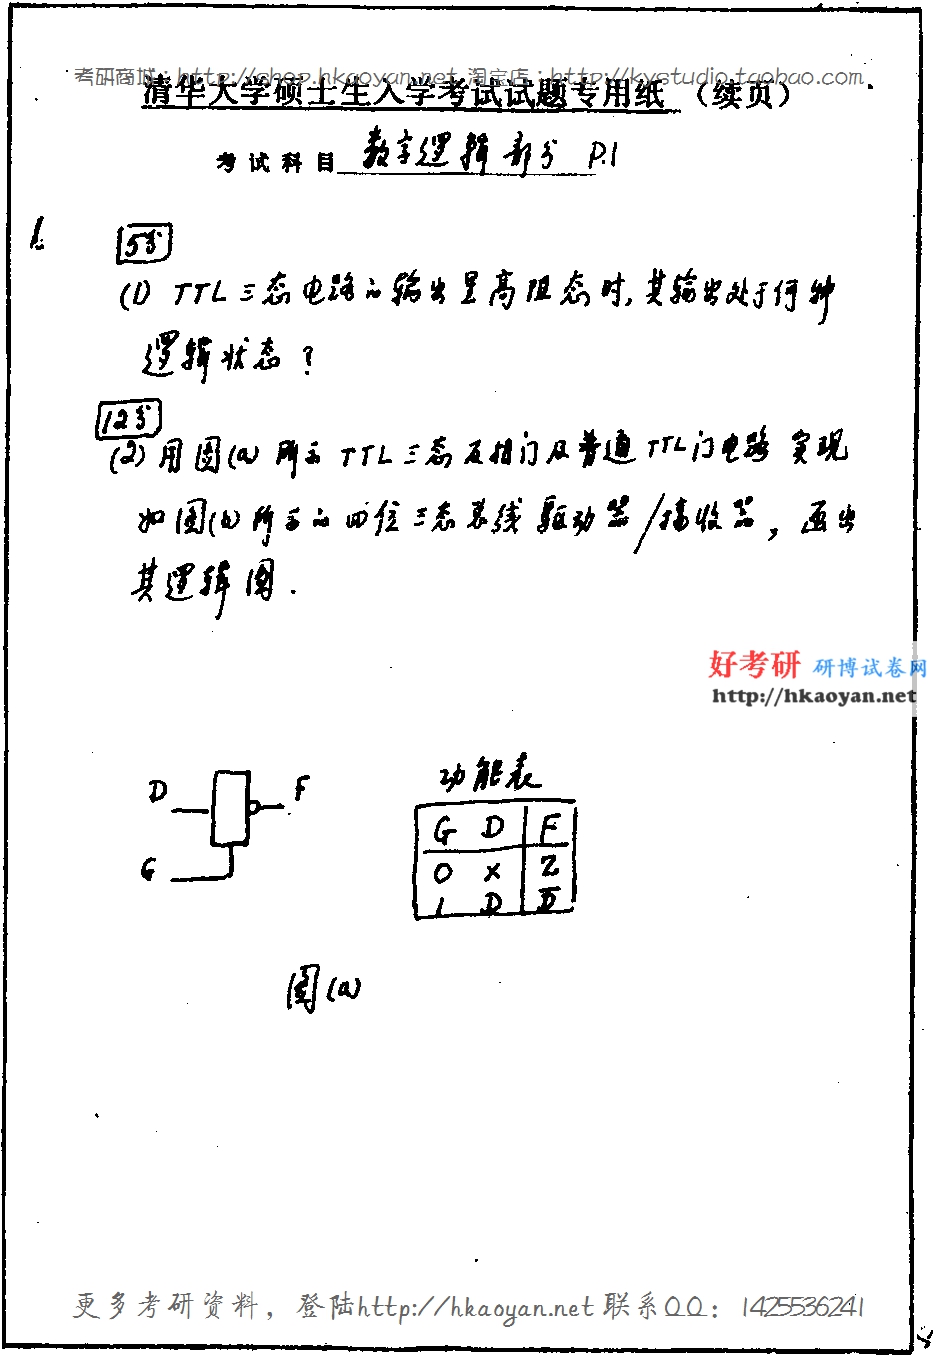 考研商城：http://shop.hkaoyan.net 淘宝店：http://kystudio.taobao.com
清华大学硕士生入学考试试题专用纸 （续页）
考试科目 数字逻辑部分 P.1
1. 5分
(1) TTL三态电路的输出呈高阻态时,其输出处于何种
逻辑状态?
12分
(2) 用图(a)所示TTL三态反相门及普通TTL门电路实现
如图(b)所示的四位三态总线驱动器/接收器, 画出
其逻辑图.
好考研 研博试卷网
http://hkaoyan.net
功能表
D F
G
G D F
0 × Z
1 D D̅
图(a)
更多考研资料，登陆http://hkaoyan.net 联系QQ：1425536241